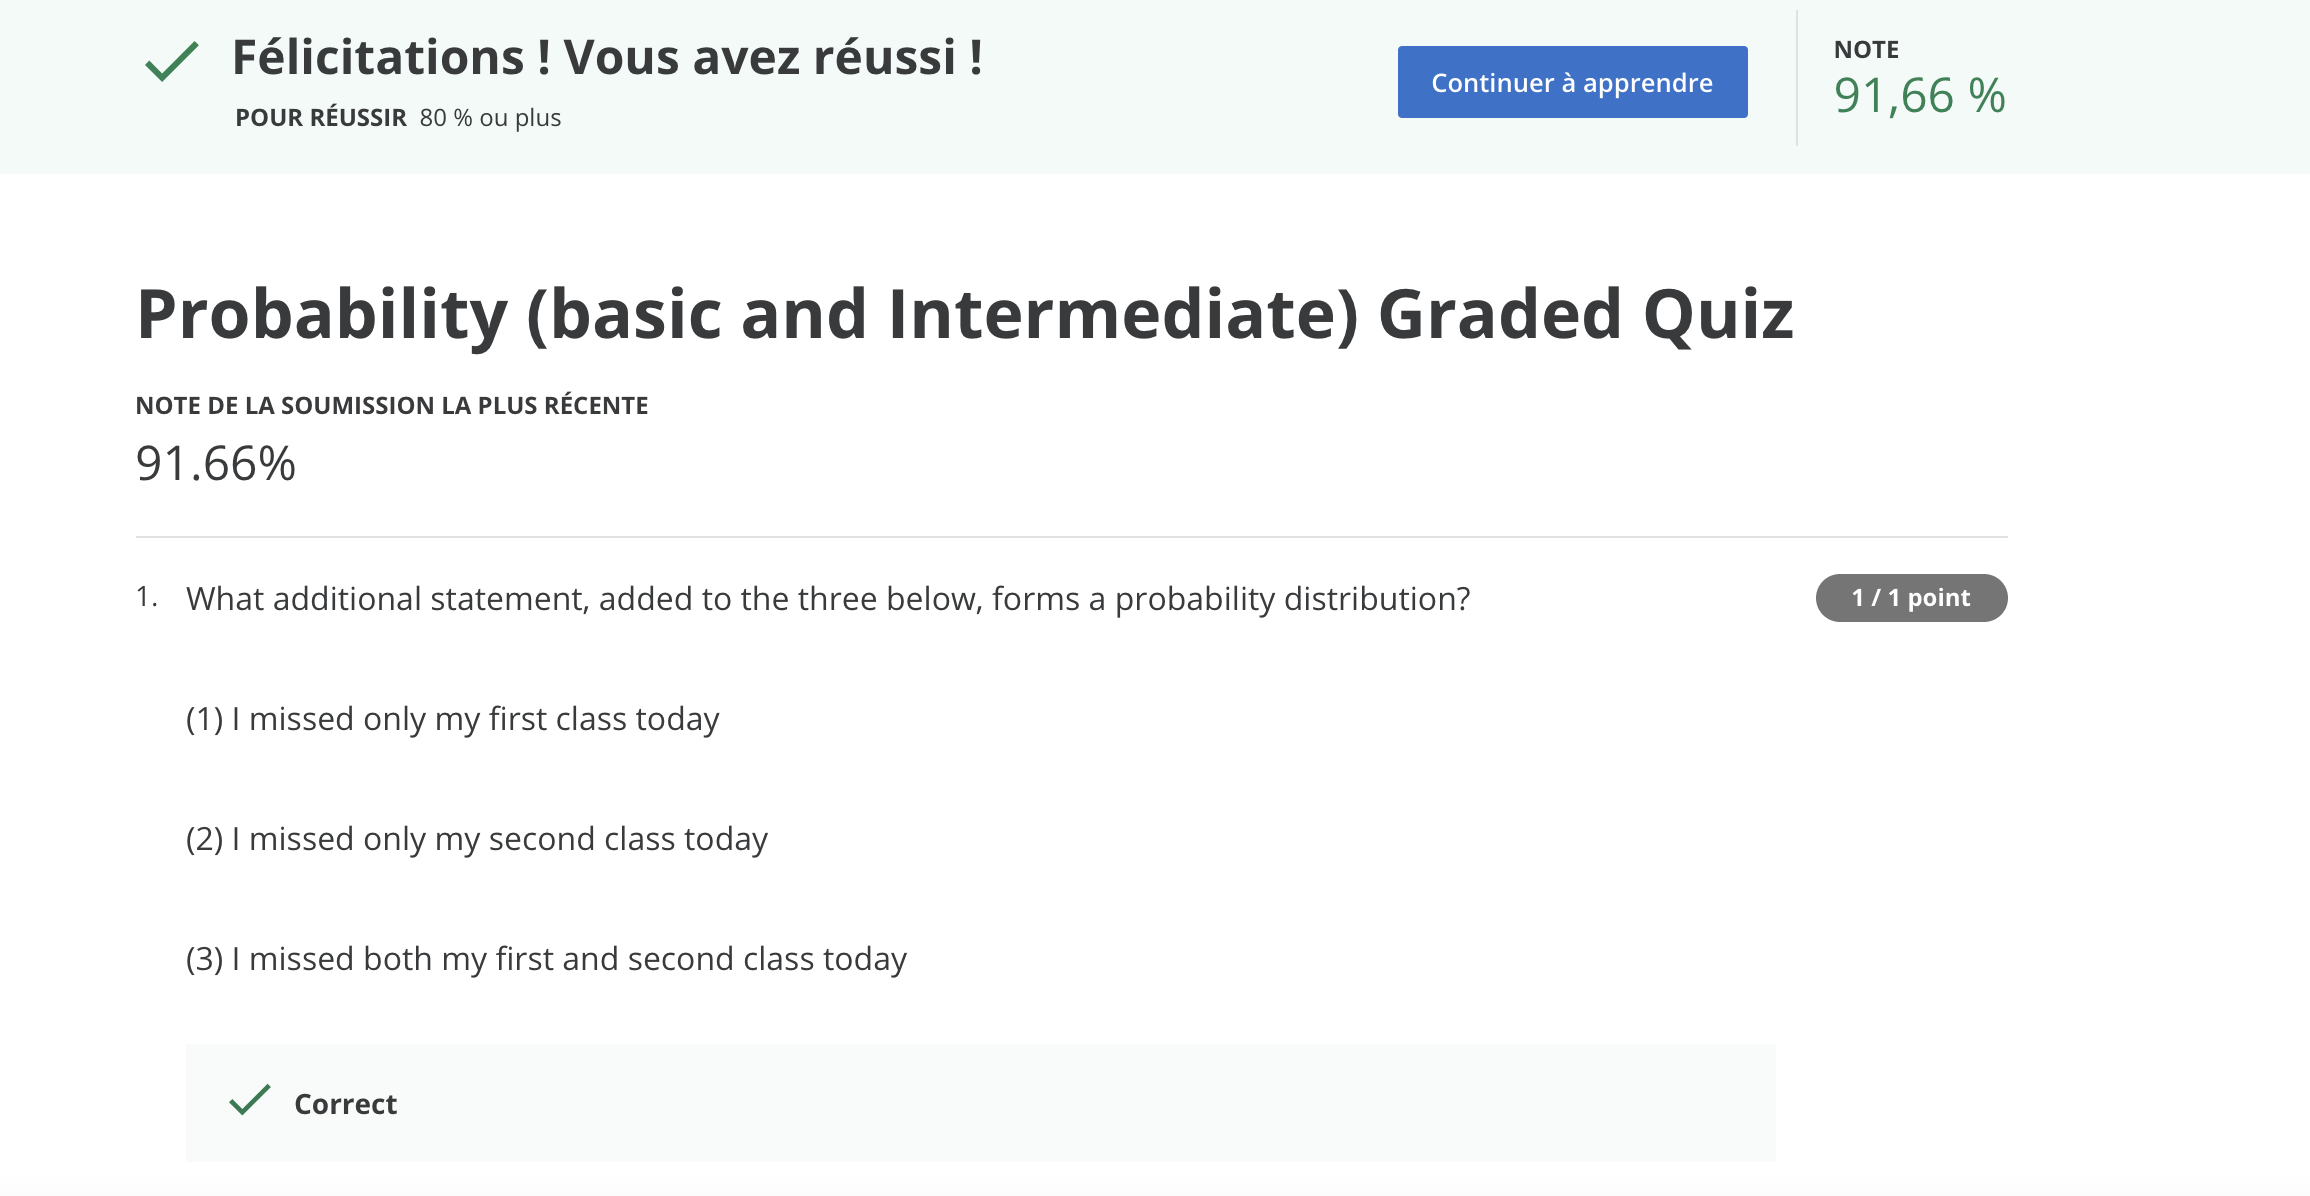 Félicitations ! Vous avez réussi !
POUR RÉUSSIR 80 % ou plus
Continuer à apprendre
NOTE
91,66 %
Probability (basic and Intermediate) Graded Quiz
NOTE DE LA SOUMISSION LA PLUS RÉCENTE
91.66%
1. What additional statement, added to the three below, forms a probability distribution?
1 / 1 point
(1) I missed only my first class today
(2) I missed only my second class today
(3) I missed both my first and second class today
Correct